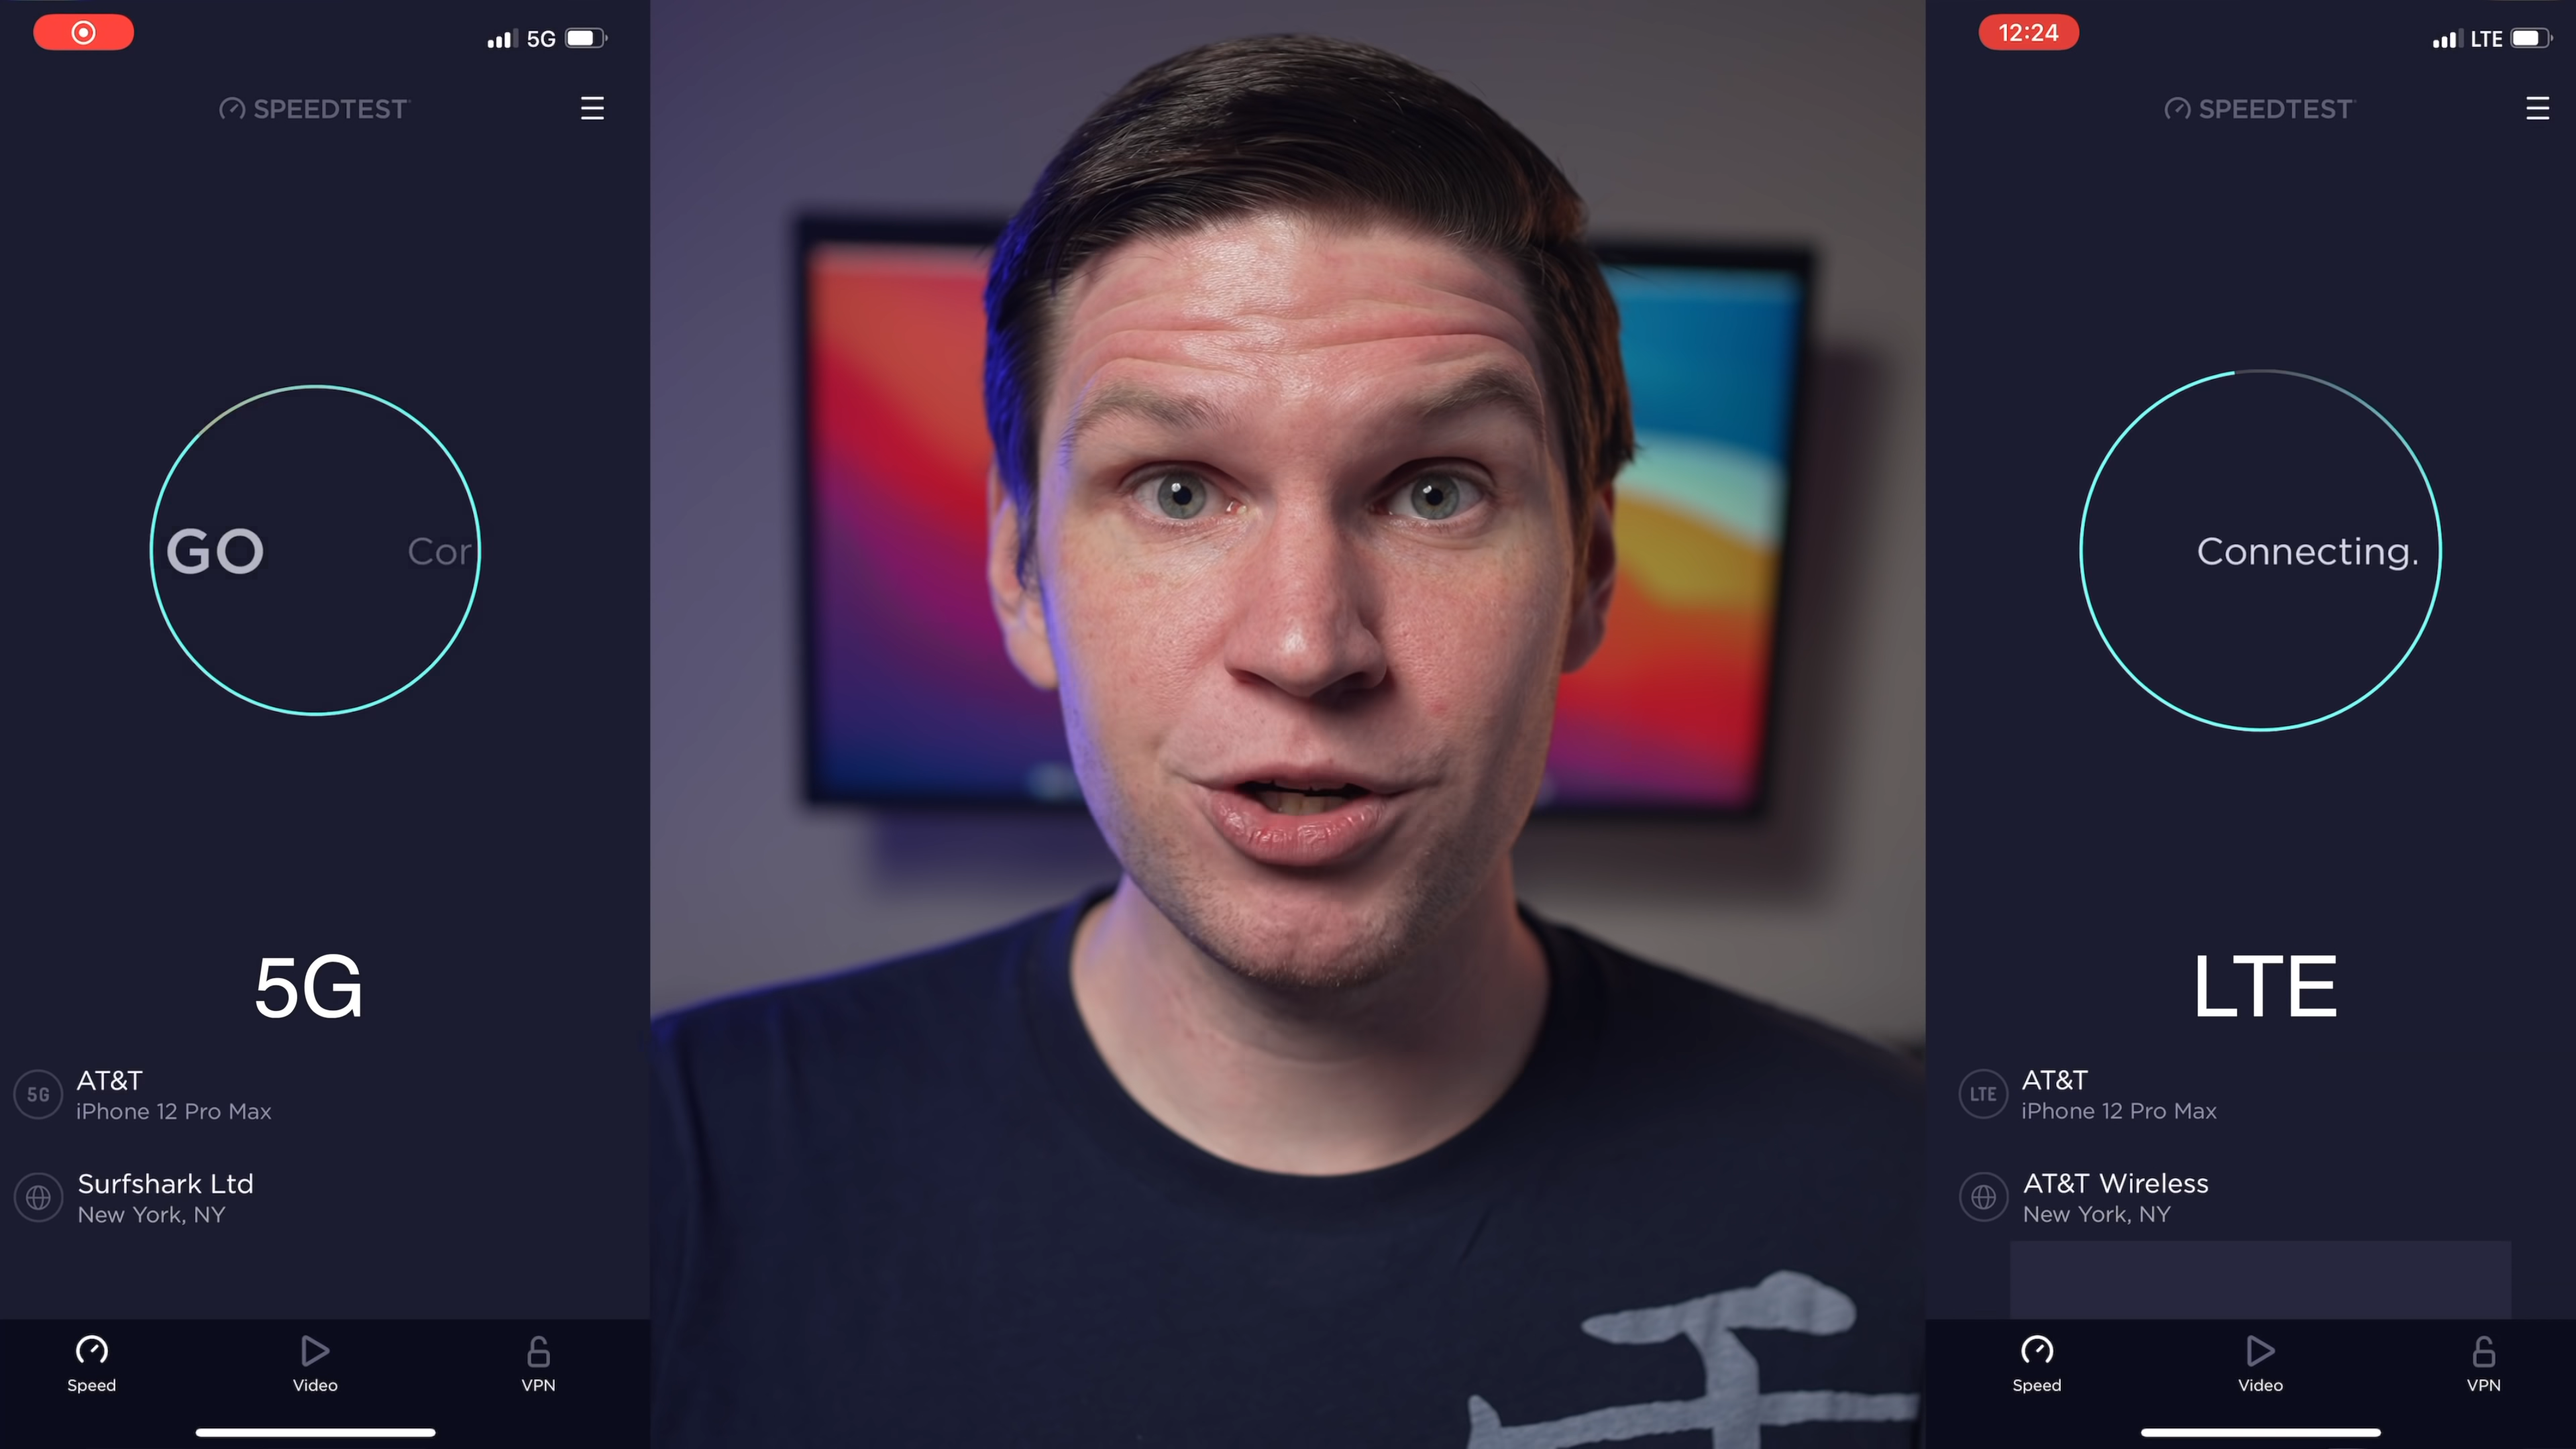 5G
SPEEDTEST
GO
Cor
5G
5G
AT&T
iPhone 12 Pro Max
Surfshark Ltd
New York, NY
Speed
Video
VPN
12:24
LTE
SPEEDTEST
Connecting.
LTE
LTE
AT&T
iPhone 12 Pro Max
AT&T Wireless
New York, NY
Speed
Video
VPN